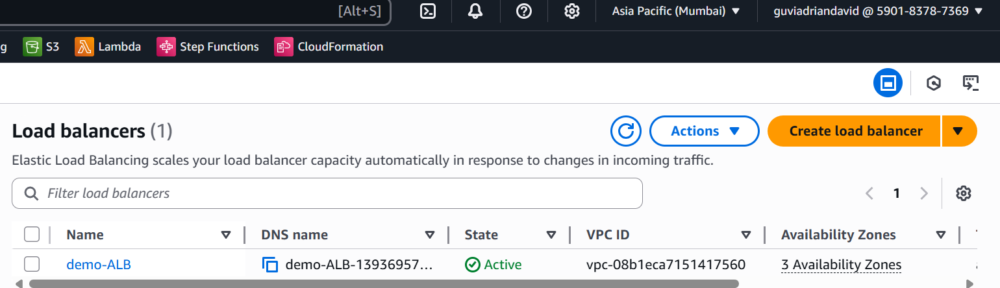 [Alt+S] Asia Pacific (Mumbai) guviadriandavid @ 5901-8378-7369
g S3 Lambda Step Functions CloudFormation
Load balancers (1) Actions Create load balancer
Elastic Load Balancing scales your load balancer capacity automatically in response to changes in incoming traffic.
Filter load balancers 1
Name DNS name State VPC ID Availability Zones
demo-ALB demo-ALB-13936957... Active vpc-08b1eca7151417560 3 Availability Zones